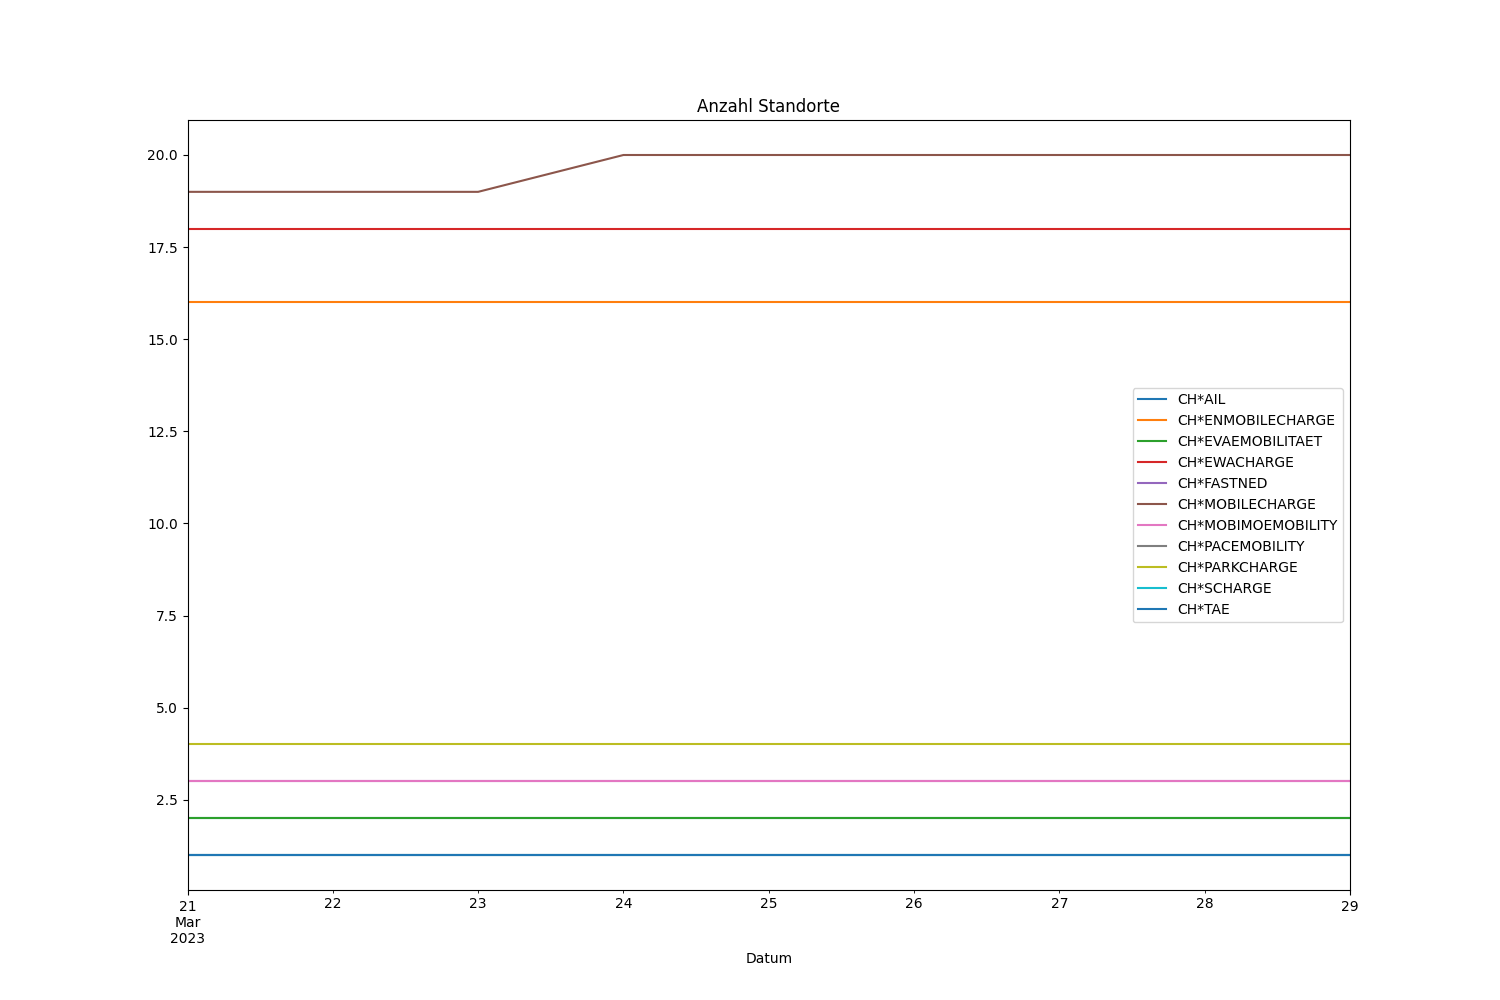 Anzahl Standorte
20.0
17.5
15.0
12.5
10.0
7.5
5.0
2.5
CH*AIL
CH*ENMOBILECHARGE
CH*EVAEMOBILITAET
CH*EWACHARGE
CH*FASTNED
CH*MOBILECHARGE
CH*MOBIMOEMOBILITY
CH*PACEMOBILITY
CH*PARKCHARGE
CH*SCHARGE
CH*TAE
21 22 23 24 25 26 27 28 29
Mar
2023
Datum